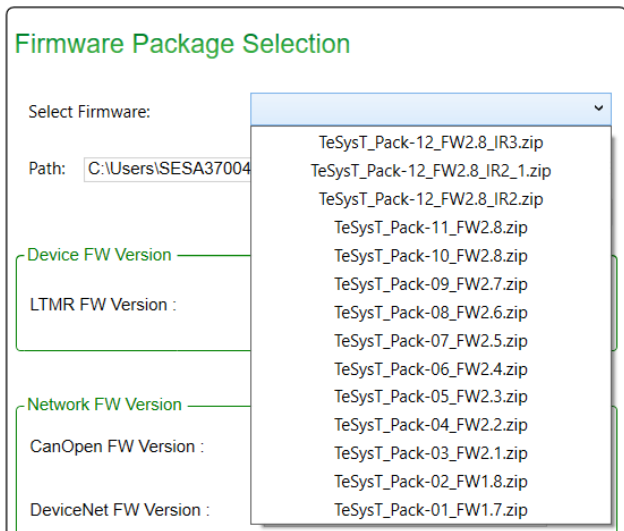 Firmware Package Selection
Select Firmware:
TeSysT_Pack-12_FW2.8_IR3.zip
TeSysT_Pack-12_FW2.8_IR2_1.zip
Path: C:\Users\SESA37004
TeSysT_Pack-12_FW2.8_IR2.zip
TeSysT_Pack-11_FW2.8.zip
Device FW Version
TeSysT_Pack-10_FW2.8.zip
TeSysT_Pack-09_FW2.7.zip
LTMR FW Version :
TeSysT_Pack-08_FW2.6.zip
TeSysT_Pack-07_FW2.5.zip
TeSysT_Pack-06_FW2.4.zip
TeSysT_Pack-05_FW2.3.zip
Network FW Version
TeSysT_Pack-04_FW2.2.zip
CanOpen FW Version :
TeSysT_Pack-03_FW2.1.zip
TeSysT_Pack-02_FW1.8.zip
DeviceNet FW Version :
TeSysT_Pack-01_FW1.7.zip